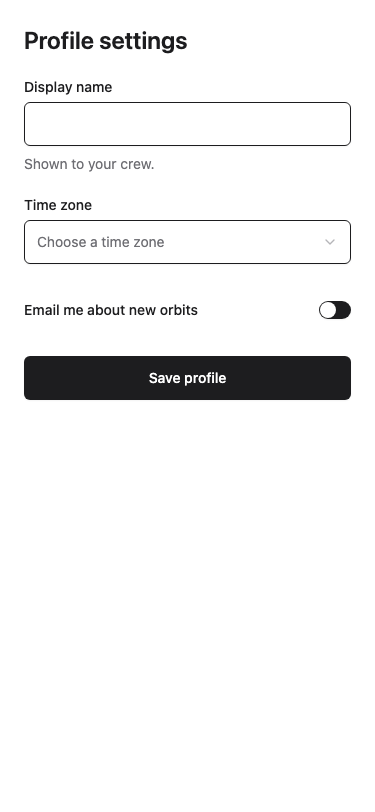 Profile settings
Display name
Shown to your crew.
Time zone
Choose a time zone
Email me about new orbits
Save profile